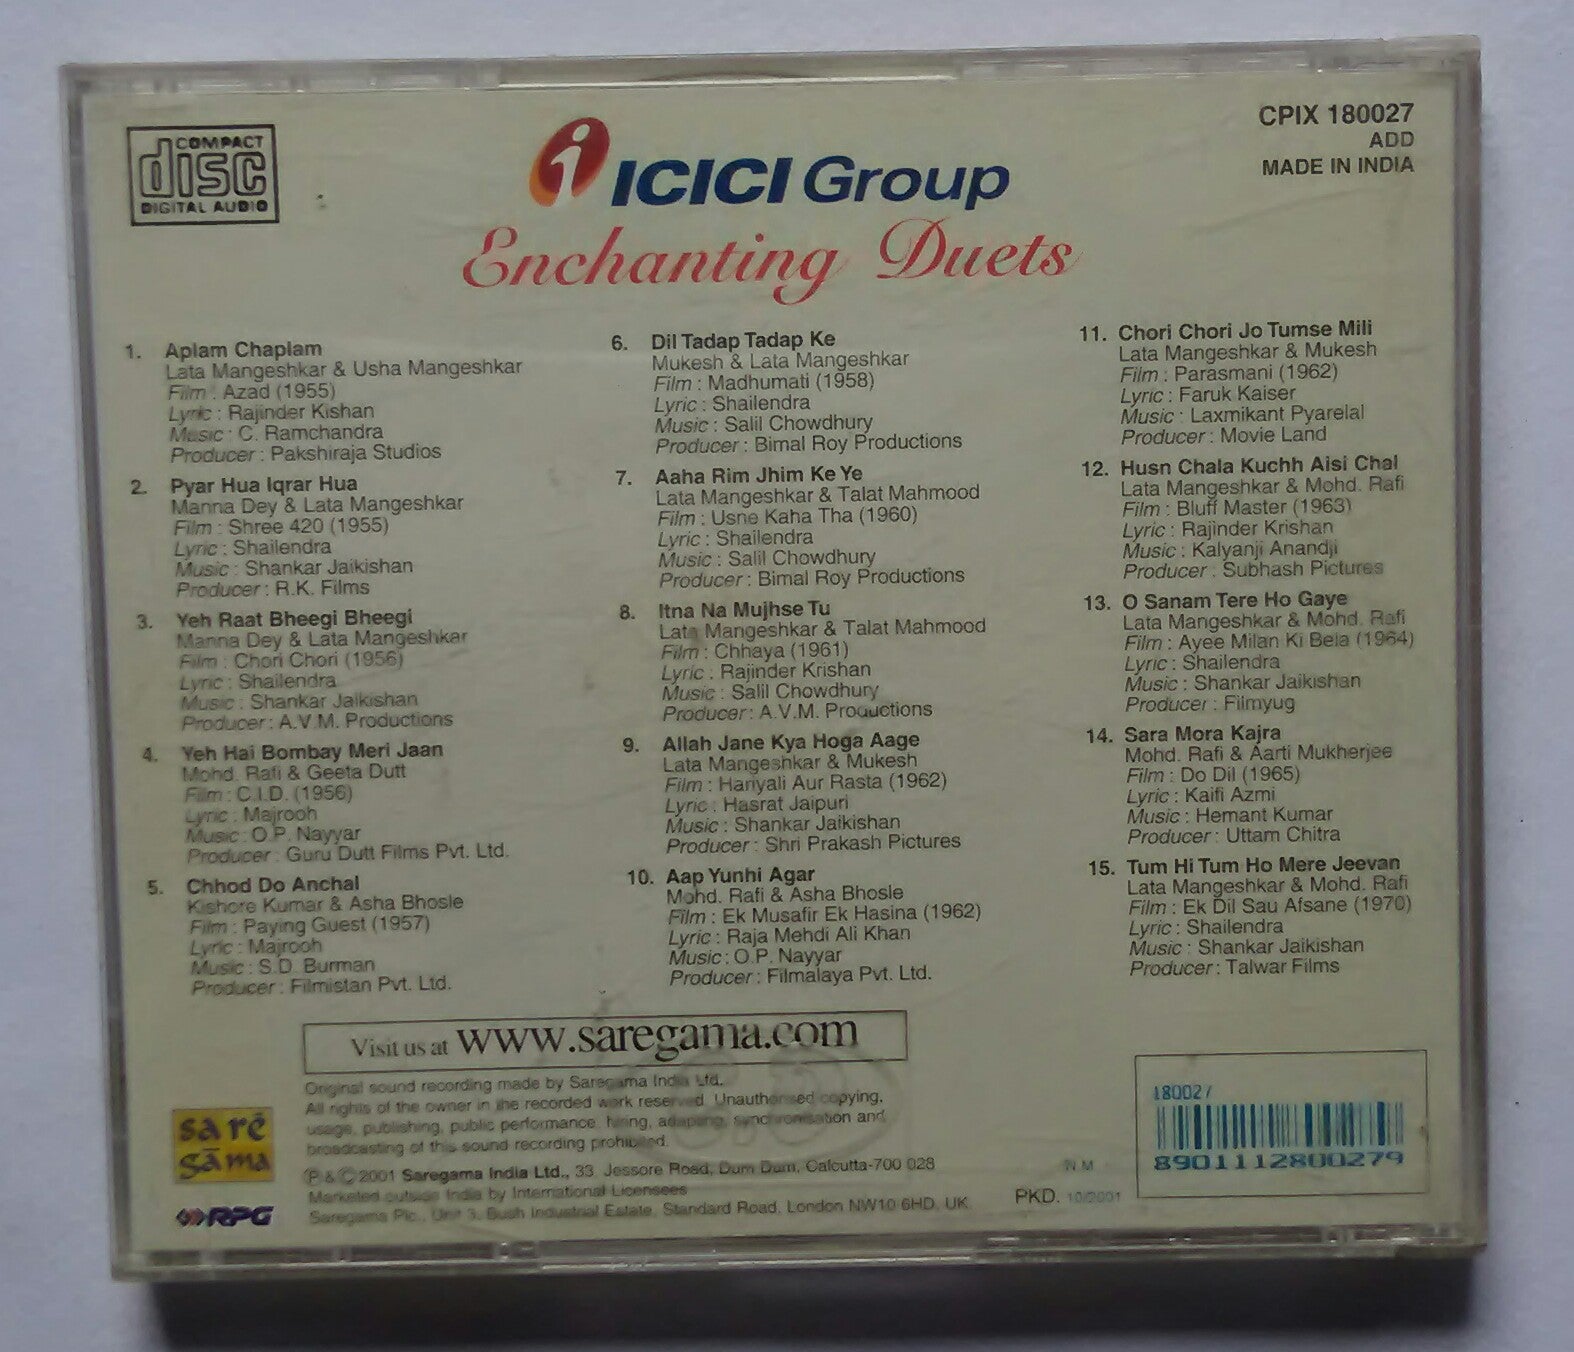 COMPACT
disc
DIGITAL AUDIO
i ICICI Group
Enchanting Duets
CPIX 180027
ADD
MADE IN INDIA
1. Aplam Chaplam
Lata Mangeshkar & Usha Mangeshkar
Film : Azad (1955)
Lyric : Rajinder Kishan
Music : C. Ramchandra
Producer : Pakshiraja Studios
2. Pyar Hua Iqrar Hua
Manna Dey & Lata Mangeshkar
Film : Shree 420 (1955)
Lyric : Shailendra
Music : Shankar Jaikishan
Producer : R.K. Films
3. Yeh Raat Bheegi Bheegi
Manna Dey & Lata Mangeshkar
Film : Chori Chori (1956)
Lyric : Shailendra
Music : Shankar Jaikishan
Producer : A.V.M. Productions
4. Yeh Hai Bombay Meri Jaan
Mohd. Rafi & Geeta Dutt
Film : C.I.D. (1956)
Lyric : Majrooh
Music : O.P. Nayyar
Producer : Guru Dutt Films Pvt. Ltd.
5. Chhod Do Anchal
Kishore Kumar & Asha Bhosle
Film : Paying Guest (1957)
Lyric : Majrooh
Music : S.D. Burman
Producer : Filmistan Pvt. Ltd.
6. Dil Tadap Tadap Ke
Mukesh & Lata Mangeshkar
Film : Madhumati (1958)
Lyric : Shailendra
Music : Salil Chowdhury
Producer : Bimal Roy Productions
7. Aaha Rim Jhim Ke Ye
Lata Mangeshkar & Talat Mahmood
Film : Usne Kaha Tha (1960)
Lyric : Shailendra
Music : Salil Chowdhury
Producer : Bimal Roy Productions
8. Itna Na Mujhse Tu
Lata Mangeshkar & Talat Mahmood
Film : Chhaya (1961)
Lyric : Rajinder Krishan
Music : Salil Chowdhury
Producer : A.V.M. Productions
9. Allah Jane Kya Hoga Aage
Lata Mangeshkar & Mukesh
Film : Hariyali Aur Rasta (1962)
Lyric : Hasrat Jaipuri
Music : Shankar Jaikishan
Producer : Shri Prakash Pictures
10. Aap Yunhi Agar
Mohd. Rafi & Asha Bhosle
Film : Ek Musafir Ek Hasina (1962)
Lyric : Raja Mehdi Ali Khan
Music : O.P. Nayyar
Producer : Filmalaya Pvt. Ltd.
11. Chori Chori Jo Tumse Mili
Lata Mangeshkar & Mukesh
Film : Parasmani (1962)
Lyric : Faruk Kaiser
Music : Laxmikant Pyarelal
Producer : Movie Land
12. Husn Chala Kuchh Aisi Chal
Lata Mangeshkar & Mohd. Rafi
Film : Bluff Master (1963)
Lyric : Rajinder Krishan
Music : Kalyanji Anandji
Producer : Subhash Pictures
13. O Sanam Tere Ho Gaye
Lata Mangeshkar & Mohd. Rafi
Film : Ayee Milan Ki Bela (1964)
Lyric : Shailendra
Music : Shankar Jaikishan
Producer : Filmyug
14. Sara Mora Kajra
Mohd. Rafi & Aarti Mukherjee
Film : Do Dil (1965)
Lyric : Kaifi Azmi
Music : Hemant Kumar
Producer : Uttam Chitra
15. Tum Hi Tum Ho Mere Jeevan
Lata Mangeshkar & Mohd. Rafi
Film : Ek Dil Sau Afsane (1970)
Lyric : Shailendra
Music : Shankar Jaikishan
Producer : Talwar Films
Visit us at www.saregama.com
Original sound recording made by Saregama India Ltd.
All rights of the owner in the recorded work reserved. Unauthorised copying,
usage, publishing, public performance, hiring, adapting, synchronisation and
broadcasting of this sound recording prohibited.
℗ & © 2001 Saregama India Ltd., 33, Jessore Road, Dum Dum, Calcutta-700 028
Marketed outside India by International Licensees
Saregama Plc., Unit 3, Bush Industrial Estate, Standard Road, London NW10 6HD, UK.
sa rē
gāma
RPG
N M
PKD. 10/2001
180027
8901112800279